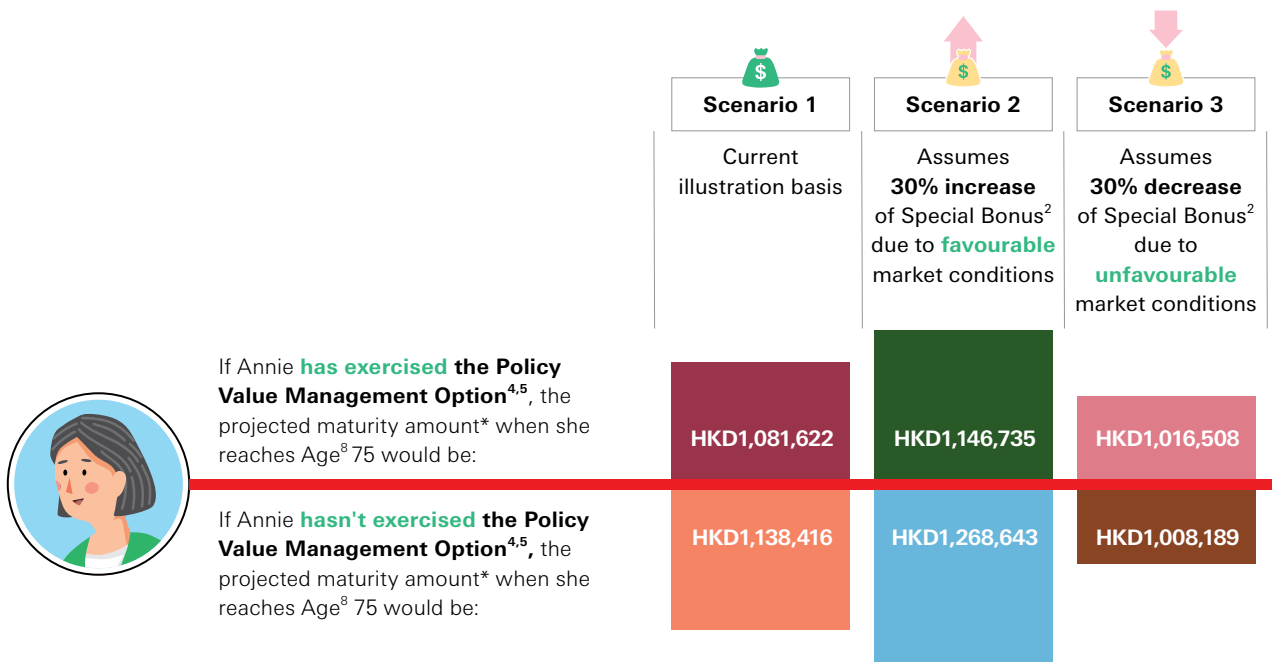 $
$
$
Scenario 1
Scenario 2
Scenario 3
Current
illustration basis
Assumes
30% increase
of Special Bonus2
due to favourable
market conditions
Assumes
30% decrease
of Special Bonus2
due to
unfavourable
market conditions
If Annie has exercised the Policy
Value Management Option4,5, the
projected maturity amount* when she
reaches Age8 75 would be:
HKD1,081,622
HKD1,146,735
HKD1,016,508
If Annie hasn't exercised the Policy
Value Management Option4,5, the
projected maturity amount* when she
reaches Age8 75 would be:
HKD1,138,416
HKD1,268,643
HKD1,008,189